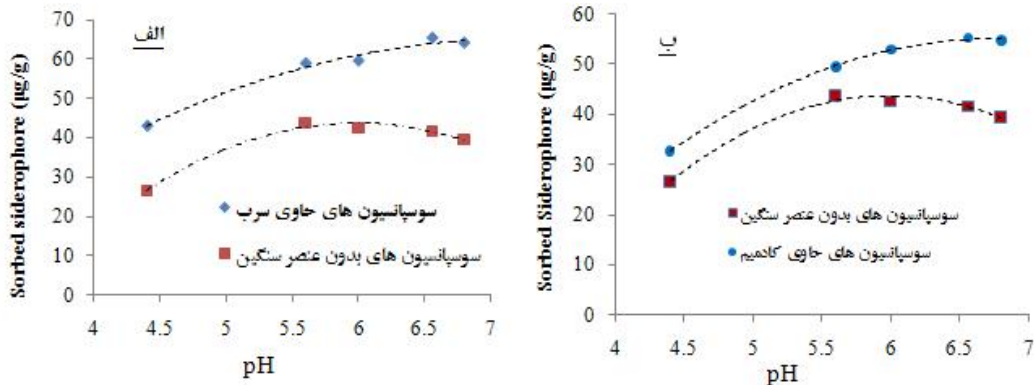 الف
Sorbed siderophore (µg/g)
70
60
50
40
30
20
10
0
سوسپانسیون های حاوی سرب
سوسپانسیون های بدون عنصر سنگین
4
4.5
5
5.5
6
6.5
7
pH
ب
Sorbed Siderophore (µg/g)
60
50
40
30
20
10
0
سوسپانسیون های بدون عنصر سنگین
سوسپانسیون های حاوی کادمیم
4
4.5
5
5.5
6
6.5
7
pH